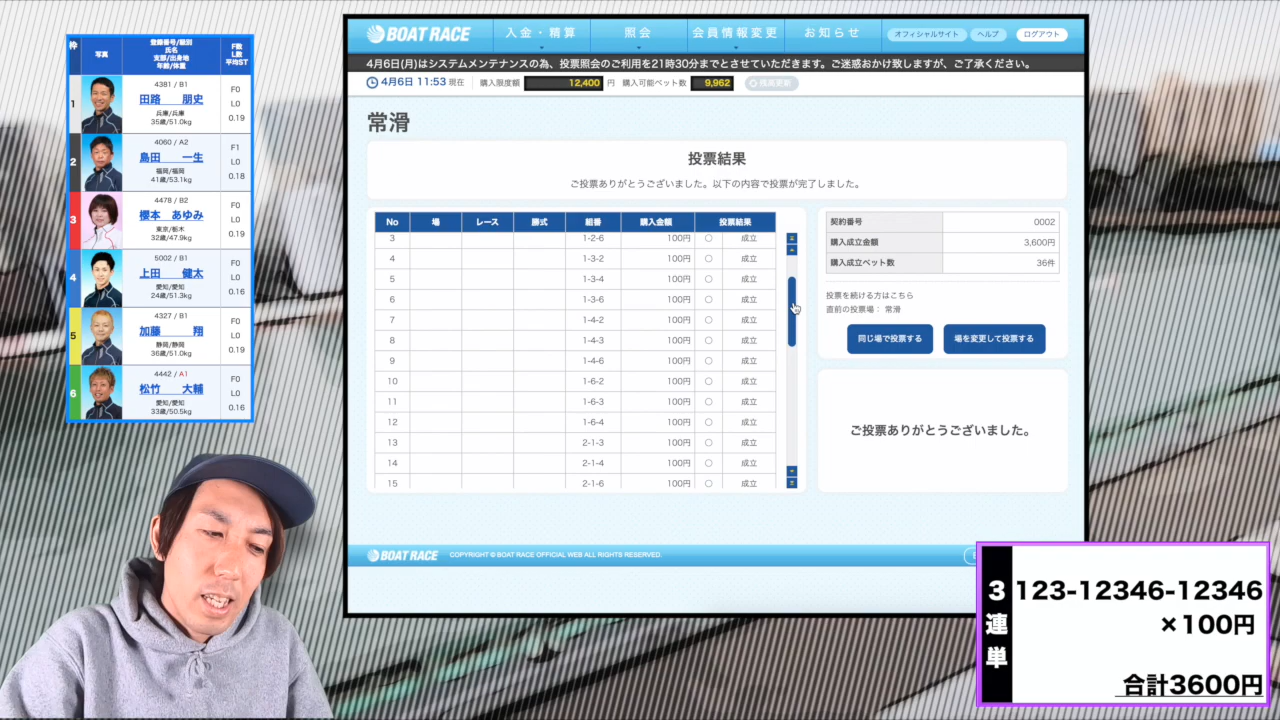 枠 写真 登録番号/級別 氏名 支部/出身地 年齢/体重 F数 L数 平均ST
1 4381 / B1 田路 朋史 兵庫/兵庫 35歳/51.0kg F0 L0 0.19
2 4060 / A2 島田 一生 福岡/福岡 41歳/53.1kg F1 L0 0.18
3 4478 / B2 櫻本 あゆみ 東京/栃木 32歳/47.9kg F0 L0 0.19
4 5002 / B1 上田 健太 愛知/愛知 24歳/51.3kg F0 L0 0.16
5 4327 / B1 加藤 翔 静岡/静岡 36歳/51.0kg F0 L0 0.19
6 4442 / A1 松竹 大輔 愛知/愛知 33歳/50.5kg F0 L0 0.16
BOAT RACE 入金・精算 照会 会員情報変更 お知らせ オフィシャルサイト ヘルプ ログアウト
4月6日(月)はシステムメンテナンスの為、投票照会のご利用を21時30分までとさせていただきます。ご迷惑おかけ致しますが、ご了承ください。
4月6日 11:53 現在 購入限度額 12,400 円 購入可能ベット数 9,962 残高更新
常滑
投票結果
ご投票ありがとうございました。以下の内容で投票が完了しました。
No 場 レース 勝式 組番 購入金額 投票結果
3 1-2-6 100円 ○ 成立
4 1-3-2 100円 ○ 成立
5 1-3-4 100円 ○ 成立
6 1-3-6 100円 ○ 成立
7 1-4-2 100円 ○ 成立
8 1-4-3 100円 ○ 成立
9 1-4-6 100円 ○ 成立
10 1-6-2 100円 ○ 成立
11 1-6-3 100円 ○ 成立
12 1-6-4 100円 ○ 成立
13 2-1-3 100円 ○ 成立
14 2-1-4 100円 ○ 成立
15 2-1-6 100円 ○ 成立
契約番号 0002
購入成立金額 3,600円
購入成立ベット数 36件
投票を続ける方はこちら
直前の投票場： 常滑
同じ場で投票する 場を変更して投票する
ご投票ありがとうございました。
BOAT RACE COPYRIGHT © BOAT RACE OFFICIAL WEB ALL RIGHTS RESERVED.
3連単
123-12346-12346
×100円
合計3600円